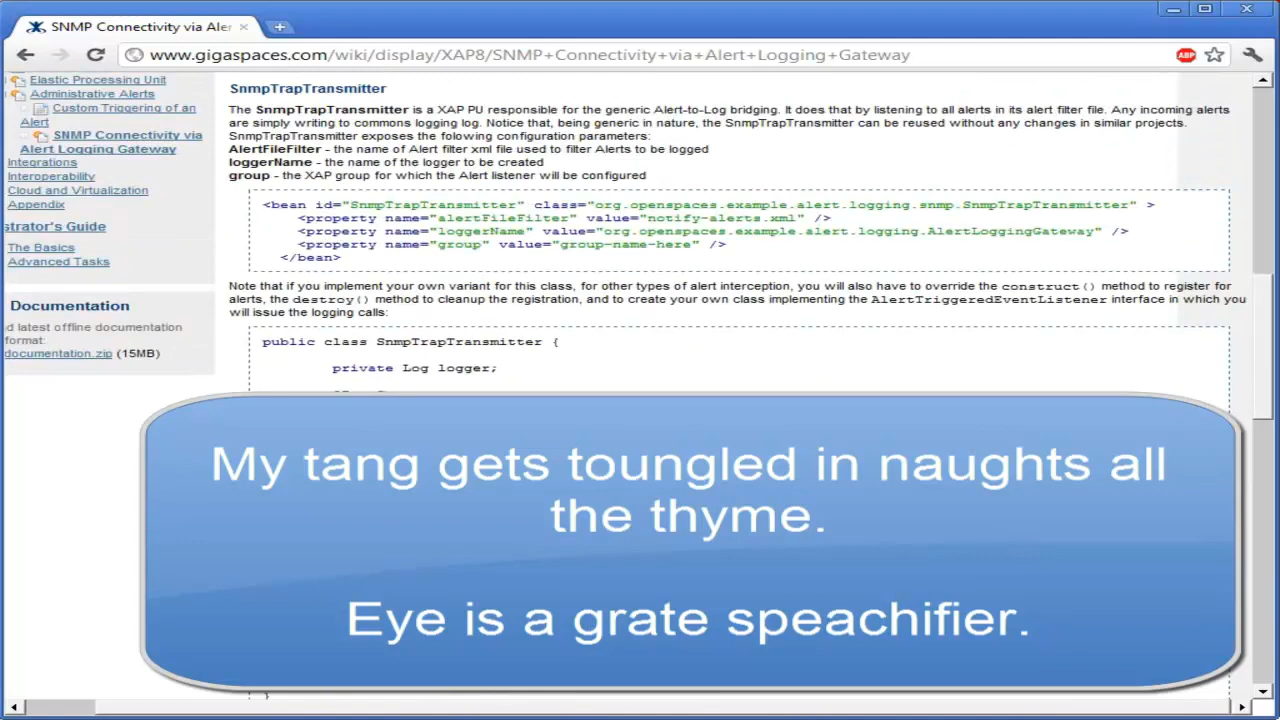 SNMP Connectivity via Aler
www.gigaspaces.com/wiki/display/XAP8/SNMP+Connectivity+via+Alert+Logging+Gateway
ABP
Elastic Processing Unit
Administrative Alerts
Custom Triggering of an
Alert
SNMP Connectivity via
Alert Logging Gateway
Integrations
Interoperability
Cloud and Virtualization
Appendix
strator's Guide
The Basics
Advanced Tasks
Documentation
d latest offline documentation
format:
documentation.zip (15MB)
SnmpTrapTransmitter
The SnmpTrapTransmitter is a XAP PU responsible for the generic Alert-to-Log bridging. It does that by listening to all alerts in its alert filter file. Any incoming alerts
are simply writing to commons logging log. Notice that, being generic in nature, the SnmpTrapTransmitter can be reused without any changes in similar projects.
SnmpTrapTransmitter exposes the following configuration parameters:
AlertFileFilter - the name of Alert filter xml file used to filter Alerts to be logged
loggerName - the name of the logger to be created
group - the XAP group for which the Alert listener will be configured
<bean id="SnmpTrapTransmitter" class="org.openspaces.example.alert.logging.snmp.SnmpTrapTransmitter" >
<property name="alertFileFilter" value="notify-alerts.xml" />
<property name="loggerName" value="org.openspaces.example.alert.logging.AlertLoggingGateway" />
<property name="group" value="group-name-here" />
</bean>
Note that if you implement your own variant for this class, for other types of alert interception, you will also have to override the construct() method to register for
alerts, the destroy() method to cleanup the registration, and to create your own class implementing the AlertTriggeredEventListener interface in which you
will issue the logging calls:
public class SnmpTrapTransmitter {
private Log logger;
My tang gets toungled in naughts all
the thyme.
Eye is a grate speachifier.
}